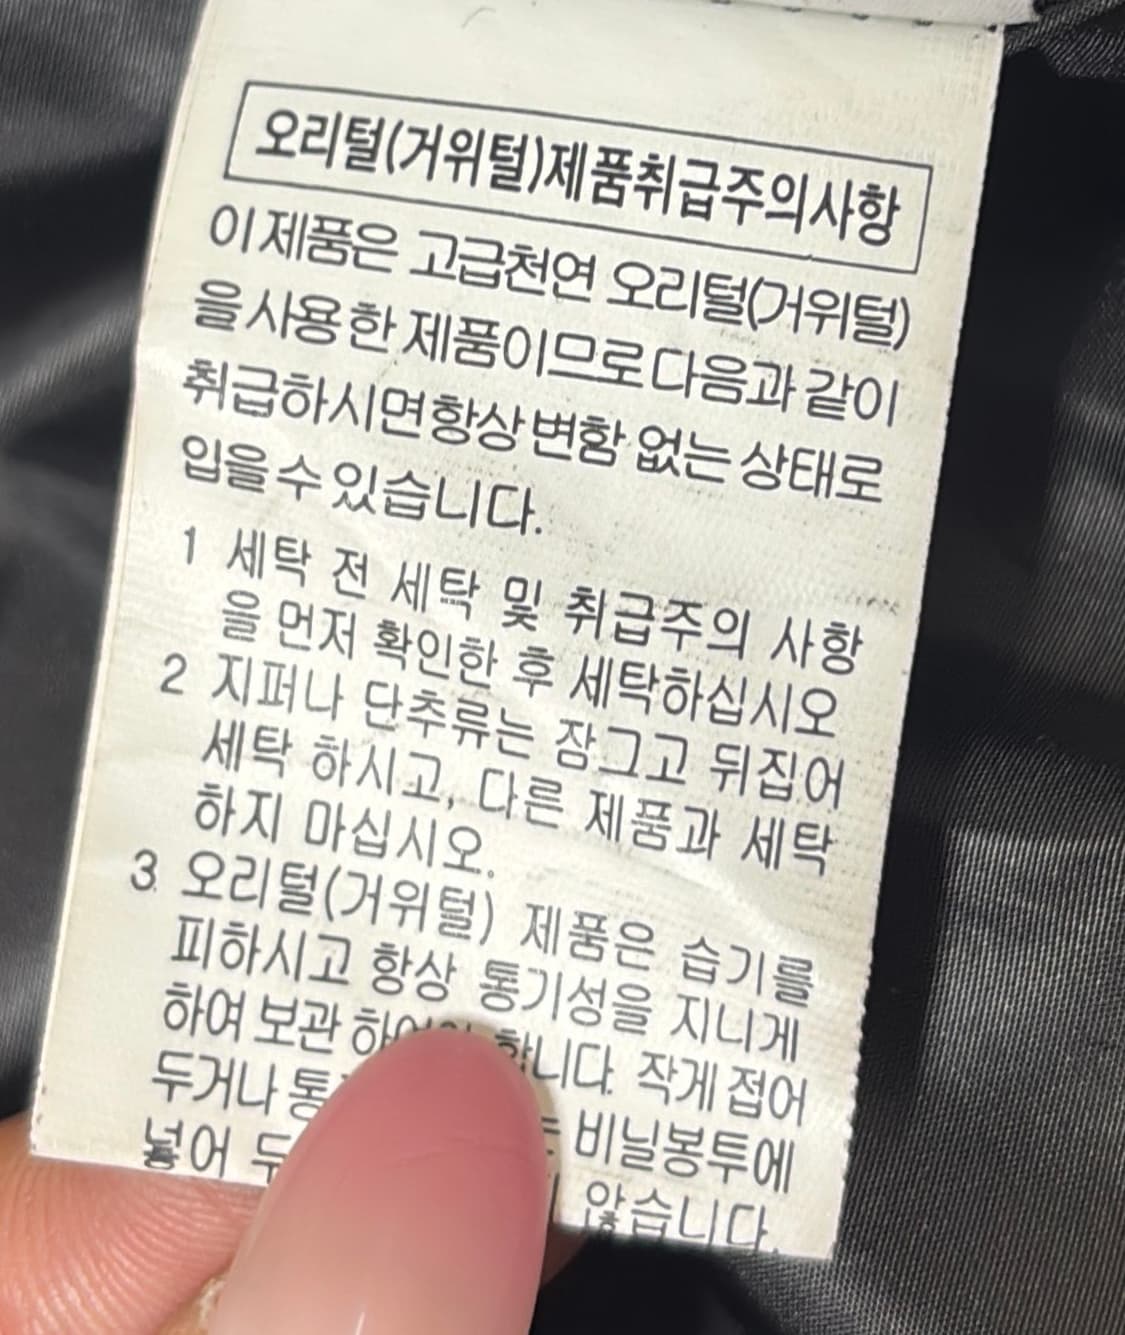 오리털(거위털)제품취급주의사항
이 제품은 고급천연 오리털(거위털)
을 사용한 제품이므로 다음과 같이
취급하시면 항상 변함 없는 상태로
입을 수 있습니다.
1 세탁 전 세탁 및 취급주의 사항
을 먼저 확인한 후 세탁하십시오
2 지퍼나 단추류는 잠그고 뒤집어
세탁 하시고, 다른 제품과 세탁
하지 마십시오.
3. 오리털(거위털) 제품은 습기를
피하시고 항상 통기성을 지니게
하여 보관 합니다. 작게 접어
두거나 비닐봉투에
넣어 않습니다.